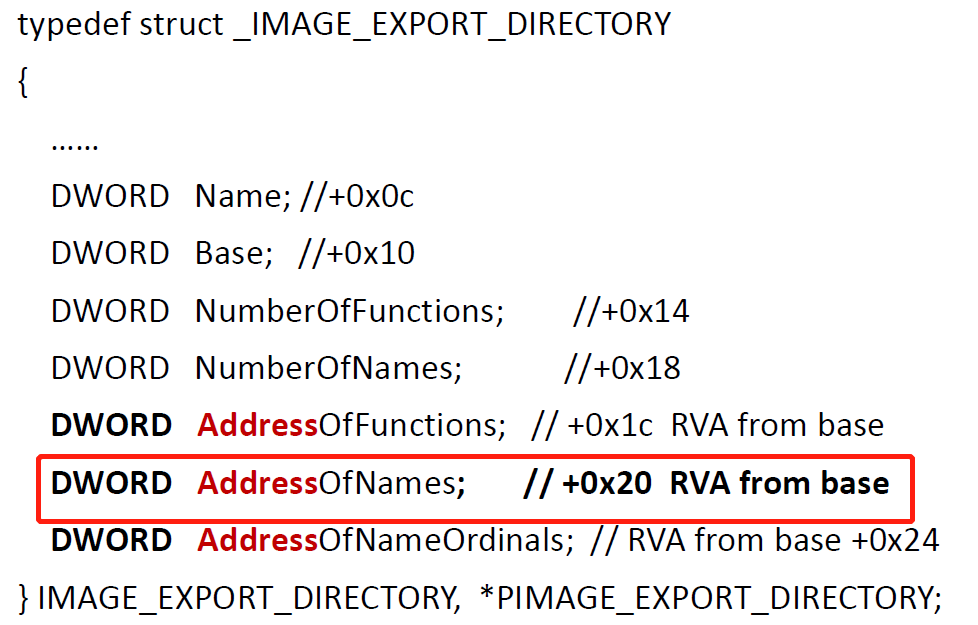 typedef struct _IMAGE_EXPORT_DIRECTORY
{
……
DWORD Name; //+0x0c
DWORD Base; //+0x10
DWORD NumberOfFunctions; //+0x14
DWORD NumberOfNames; //+0x18
DWORD AddressOfFunctions; // +0x1c RVA from base
DWORD AddressOfNames; // +0x20 RVA from base
DWORD AddressOfNameOrdinals; // RVA from base +0x24
} IMAGE_EXPORT_DIRECTORY, *PIMAGE_EXPORT_DIRECTORY;